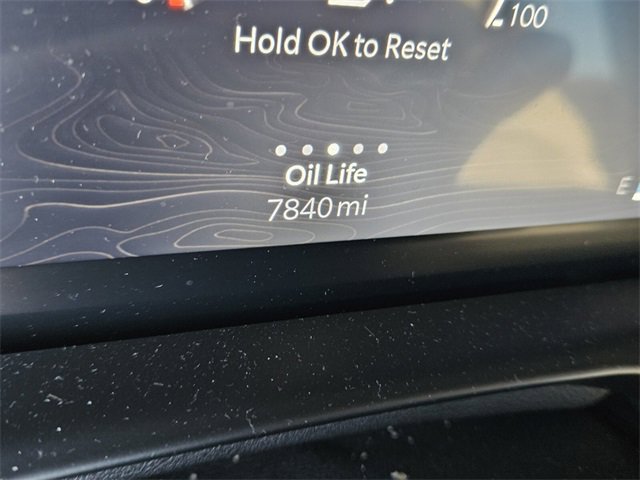 100
Hold OK to Reset
Oil Life
7840 mi
E